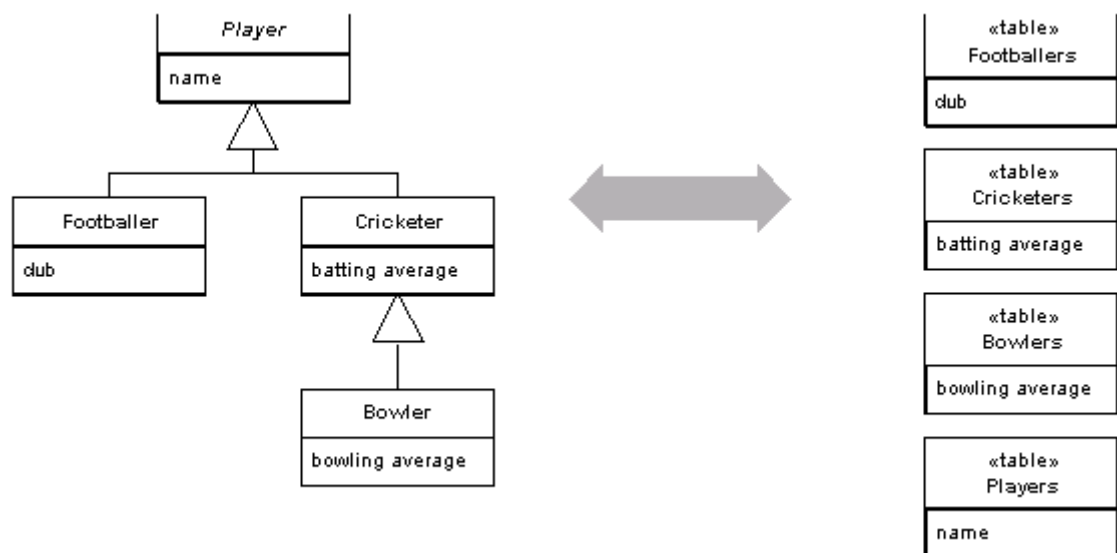 Player
name
Footballer
club
Cricketer
batting average
Bowler
bowling average
«table»
Footballers
club
«table»
Cricketers
batting average
«table»
Bowlers
bowling average
«table»
Players
name